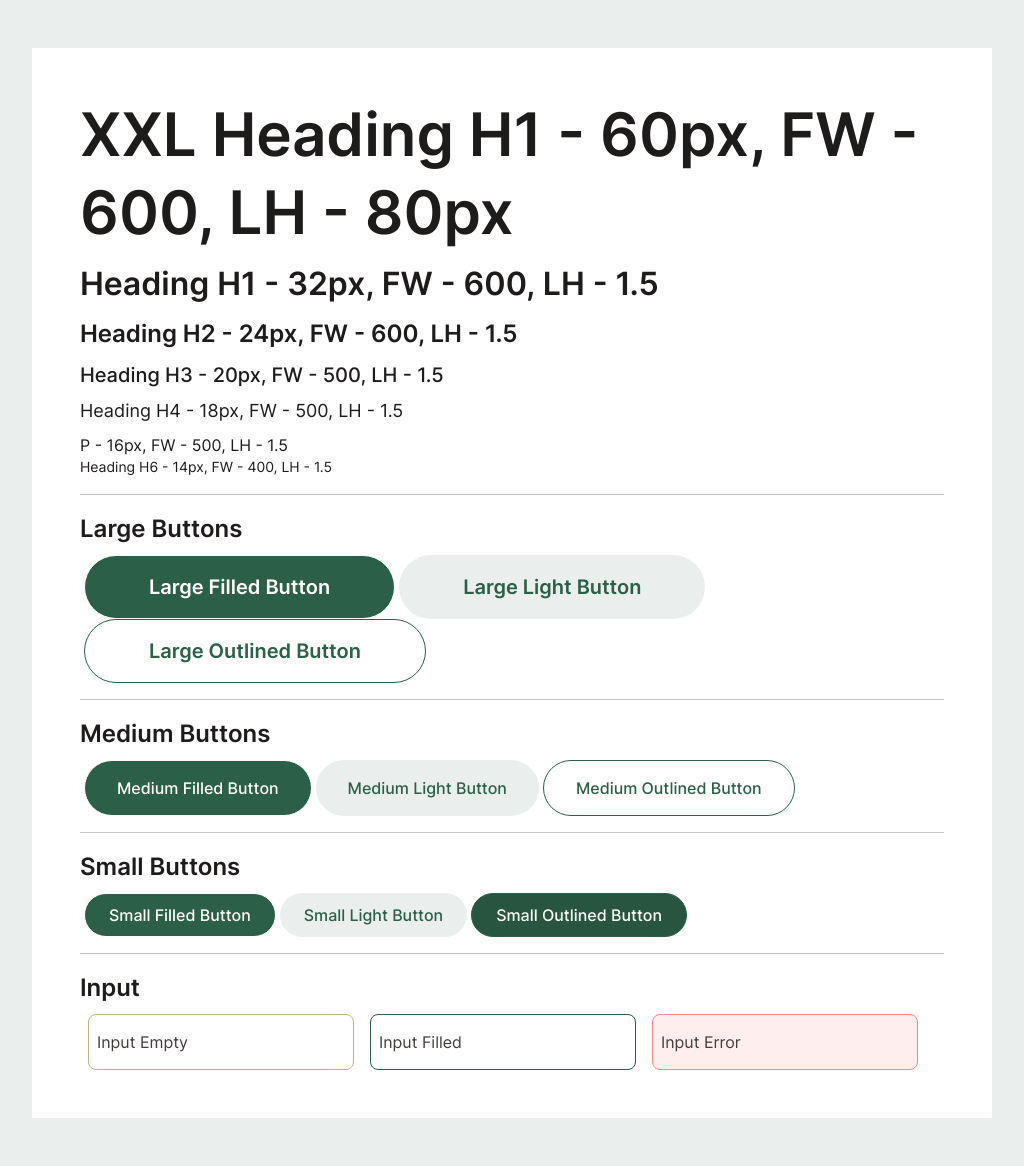 XXL Heading H1 - 60px, FW -
600, LH - 80px
Heading H1 - 32px, FW - 600, LH - 1.5
Heading H2 - 24px, FW - 600, LH - 1.5
Heading H3 - 20px, FW - 500, LH - 1.5
Heading H4 - 18px, FW - 500, LH - 1.5
P - 16px, FW - 500, LH - 1.5
Heading H6 - 14px, FW - 400, LH - 1.5
Large Buttons
Large Filled Button
Large Light Button
Large Outlined Button
Medium Buttons
Medium Filled Button
Medium Light Button
Medium Outlined Button
Small Buttons
Small Filled Button
Small Light Button
Small Outlined Button
Input
Input Empty
Input Filled
Input Error